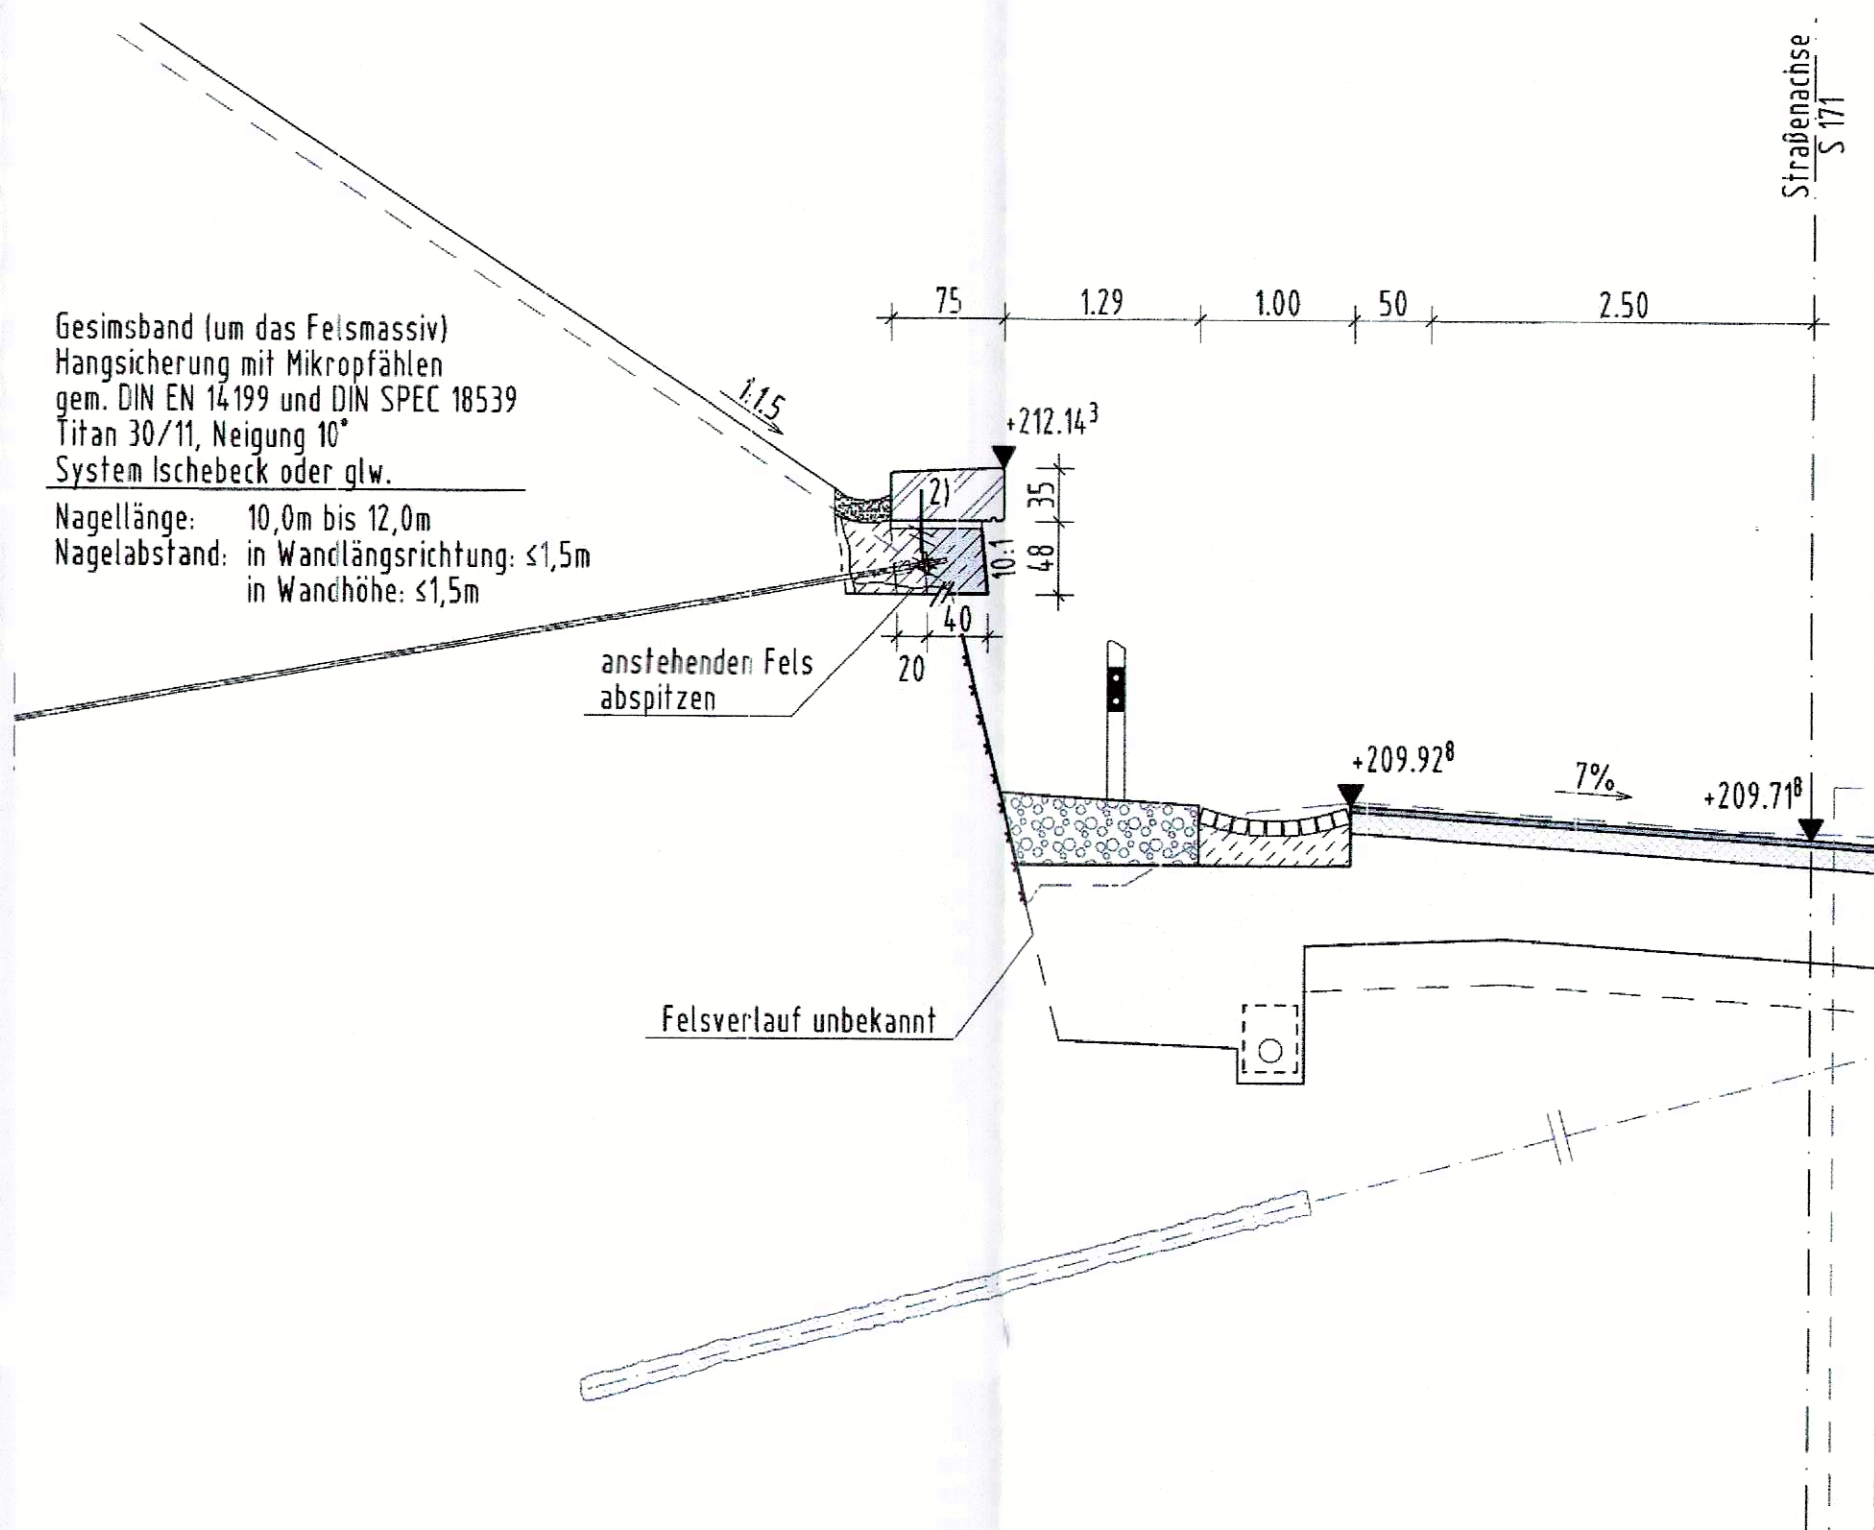 Straßenachse
S 171
75
1.29
1.00
50
2.50
Gesimsband (um das Felsmassiv)
Hangsicherung mit Mikropfählen
gem. DIN EN 14199 und DIN SPEC 18539
Titan 30/11, Neigung 10°
System Ischebeck oder glw.
Nagellänge: 10,0m bis 12,0m
Nagelabstand: in Wandlängsrichtung: ≤1,5m
in Wandhöhe: ≤1,5m
1:1.5
+212.14³
2)
35
10:1
48
40
20
anstehenden Fels
abspitzen
+209.92⁸
7%
+209.71⁸
Felsverlauf unbekannt